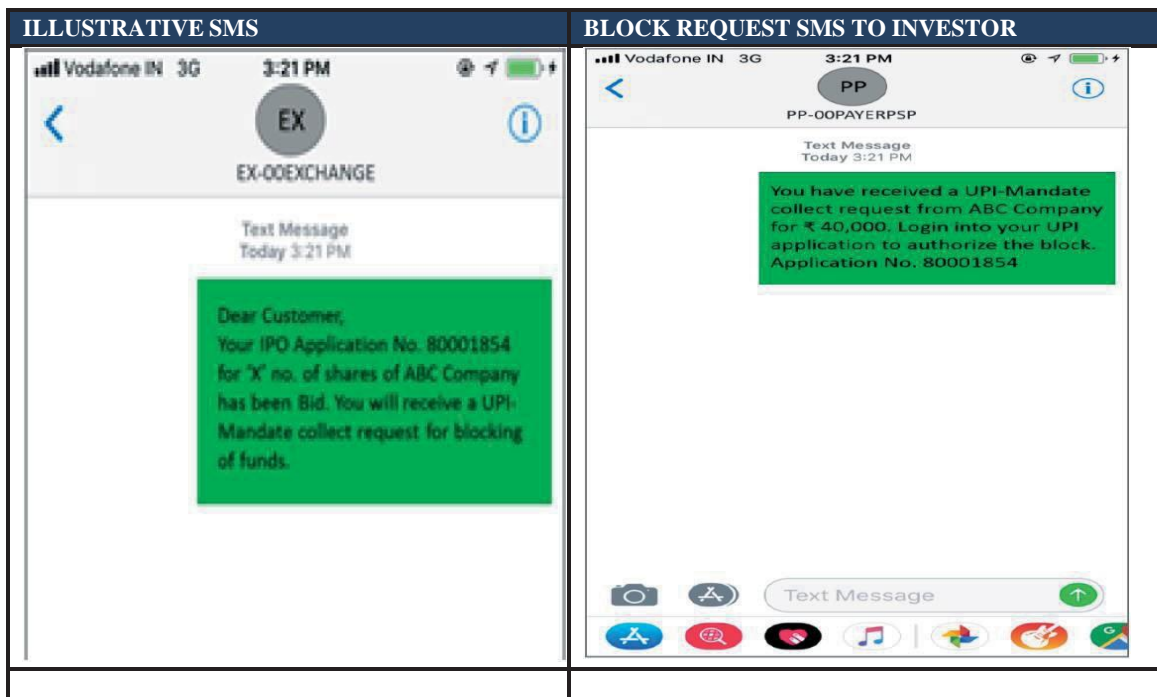 ILLUSTRATIVE SMS
Vodafone IN 3G 3:21 PM
EX
EX-00EXCHANGE
Text Message
Today 3:21 PM
Dear Customer,
Your IPO Application No. 80001854
for 'X' no. of shares of ABC Company
has been Bid. You will receive a UPI-
Mandate collect request for blocking
of funds.
BLOCK REQUEST SMS TO INVESTOR
Vodafone IN 3G 3:21 PM
PP
PP-00PAYERPSP
Text Message
Today 3:21 PM
You have received a UPI-Mandate
collect request from ABC Company
for ₹ 40,000. Login into your UPI
application to authorize the block.
Application No. 80001854
Text Message